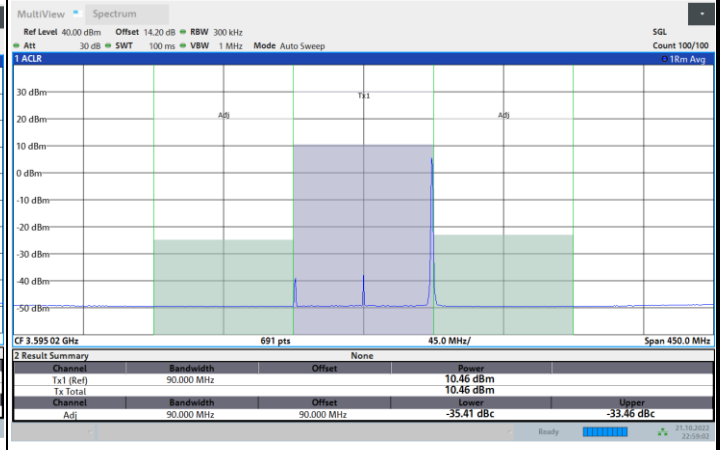 MultiView Spectrum
Ref Level 40.00 dBm Offset 14.20 dB RBW 300 kHz SGL
Att 30 dB SWT 100 ms VBW 1 MHz Mode Auto Sweep Count 100/100
1 ACLR 1Rm Avg
30 dBm
Tx1
20 dBm Adj Adj
10 dBm
0 dBm
-10 dBm
-20 dBm
-30 dBm
-40 dBm
-50 dBm
CF 3.595 02 GHz 691 pts 45.0 MHz/ Span 450.0 MHz
2 Result Summary None
Channel Bandwidth Offset Power
Tx1 (Ref) 90.000 MHz 10.46 dBm
Tx Total 10.46 dBm
Channel Bandwidth Offset Lower Upper
Adj 90.000 MHz 90.000 MHz -35.41 dBc -33.46 dBc
Ready 21.10.2022
22:59:02